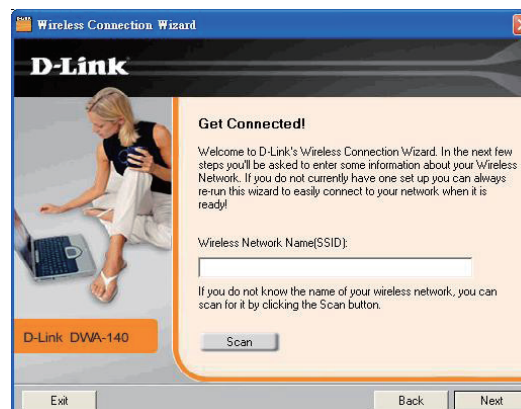 Wireless Connection Wizard
D-Link
Get Connected!
Welcome to D-Link's Wireless Connection Wizard. In the next few
steps you'll be asked to enter some information about your Wireless
Network. If you do not currently have one set up you can always
re-run this wizard to easily connect to your network when it is
ready!
Wireless Network Name(SSID):
If you do not know the name of your wireless network, you can
scan for it by clicking the Scan button.
D-Link DWA-140
Scan
Exit
Back
Next